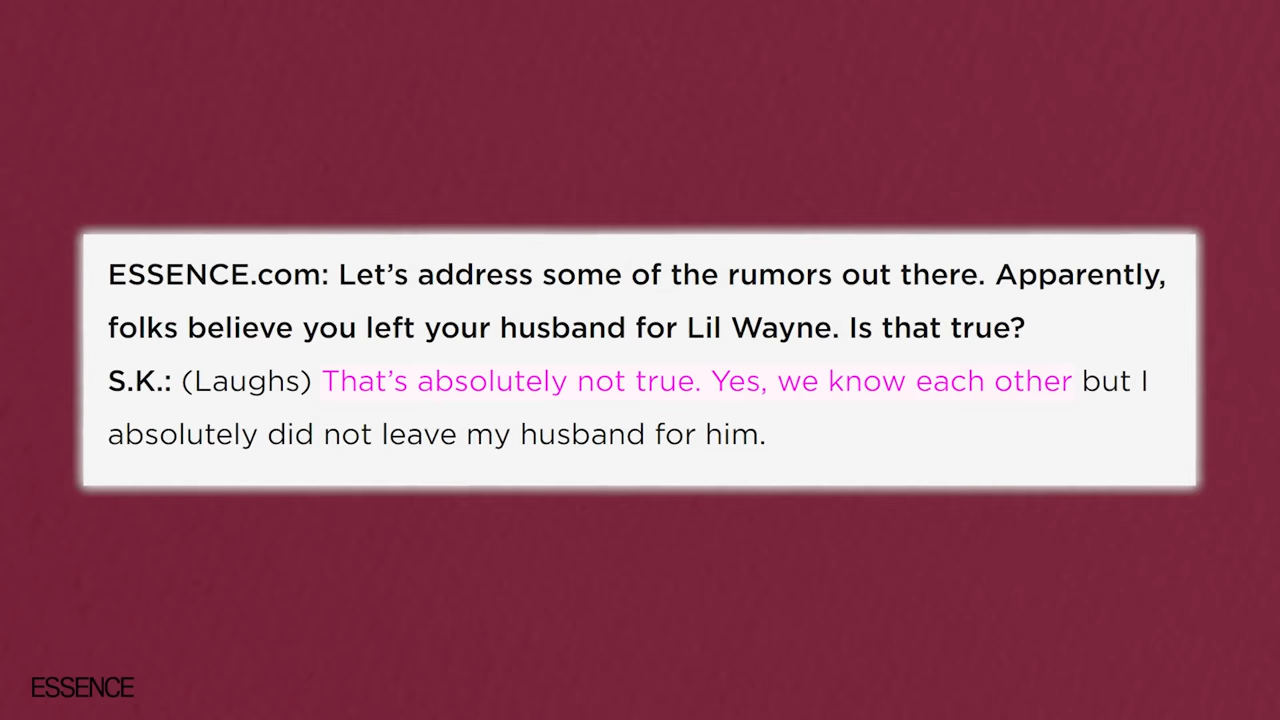 ESSENCE.com: Let’s address some of the rumors out there. Apparently,
folks believe you left your husband for Lil Wayne. Is that true?
S.K.: (Laughs) That’s absolutely not true. Yes, we know each other but I
absolutely did not leave my husband for him.
ESSENCE